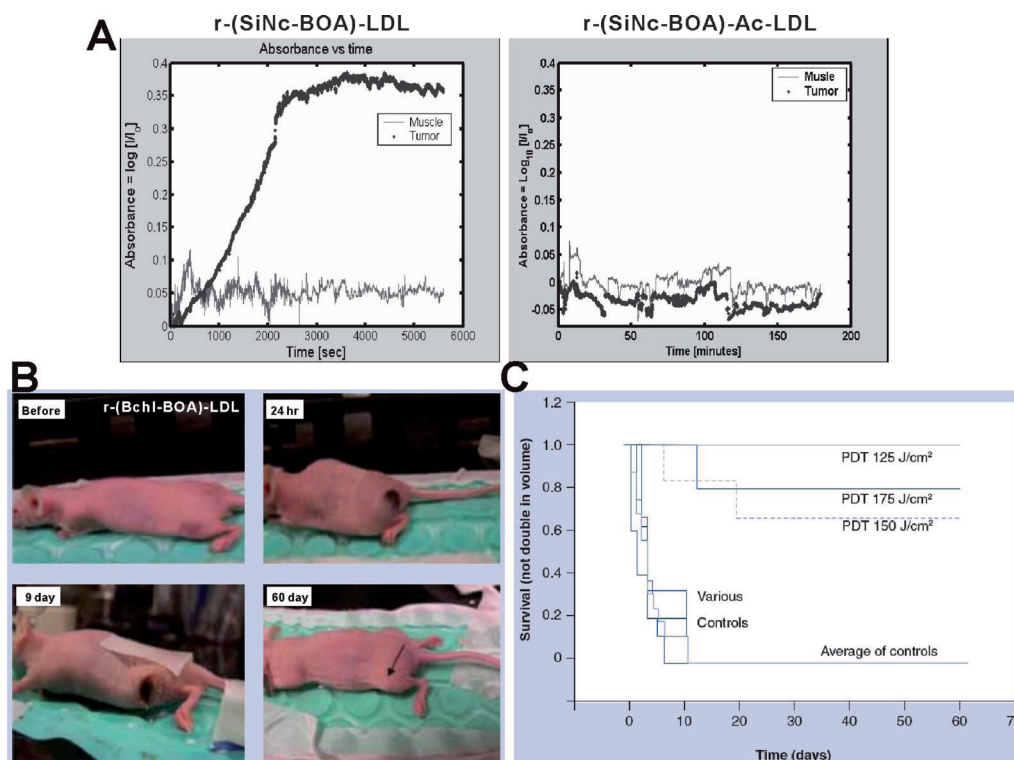 r-(SiNc-BOA)-LDL
r-(SiNc-BOA)-Ac-LDL
A
Absorbance vs time
Absorbance = log [I/I₀]
0.4
0.35
0.3
0.25
0.2
0.15
0.1
0.05
0
0 1000 2000 3000 4000 5000 6000
Time [sec]
Muscle
Tumor
Absorbance = Log₁₀ [I/I₀]
0.4
0.35
0.3
0.25
0.2
0.15
0.1
0.05
0
-0.05
0 50 100 150 200
Time [minutes]
Musle
Tumor
B
Before
r-(Bchl-BOA)-LDL
24 hr
9 day
60 day
C
Survival (not double in volume)
1.2
1.0
0.8
0.6
0.4
0.2
0
0 10 20 30 40 50 60 70
PDT 125 J/cm²
PDT 175 J/cm²
PDT 150 J/cm²
Various
Controls
Average of controls
Time (days)